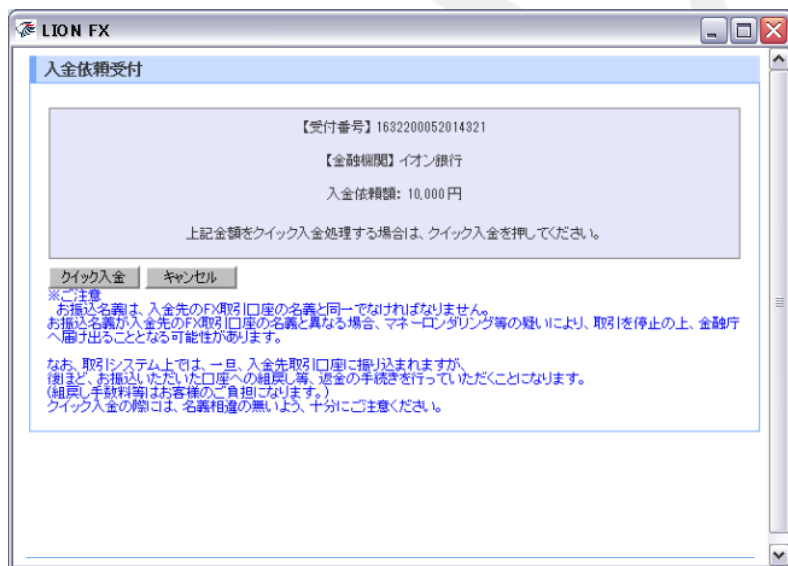 LION FX
入金依頼受付
【受付番号】1632200052014321
【金融機関】イオン銀行
入金依頼額: 10,000円
上記金額をクイック入金処理する場合は、クイック入金を押してください。
クイック入金 キャンセル
※ご注意
お振込名義は、入金先のFX取引口座の名義と同一でなければなりません。
お振込名義が入金先のFX取引口座の名義と異なる場合、マネーロンダリング等の疑いにより、取引を停止の上、金融庁
へ届け出ることとなる可能性があります。
なお、取引システム上では、一旦、入金先取引口座に振り込まれますが、
後ほど、お振込いただいた口座への組戻し等、返金の手続きを行っていただくことになります。
(組戻し手数料等はお客様のご負担になります。)
クイック入金の際には、名義相違の無いよう、十分にご注意ください。